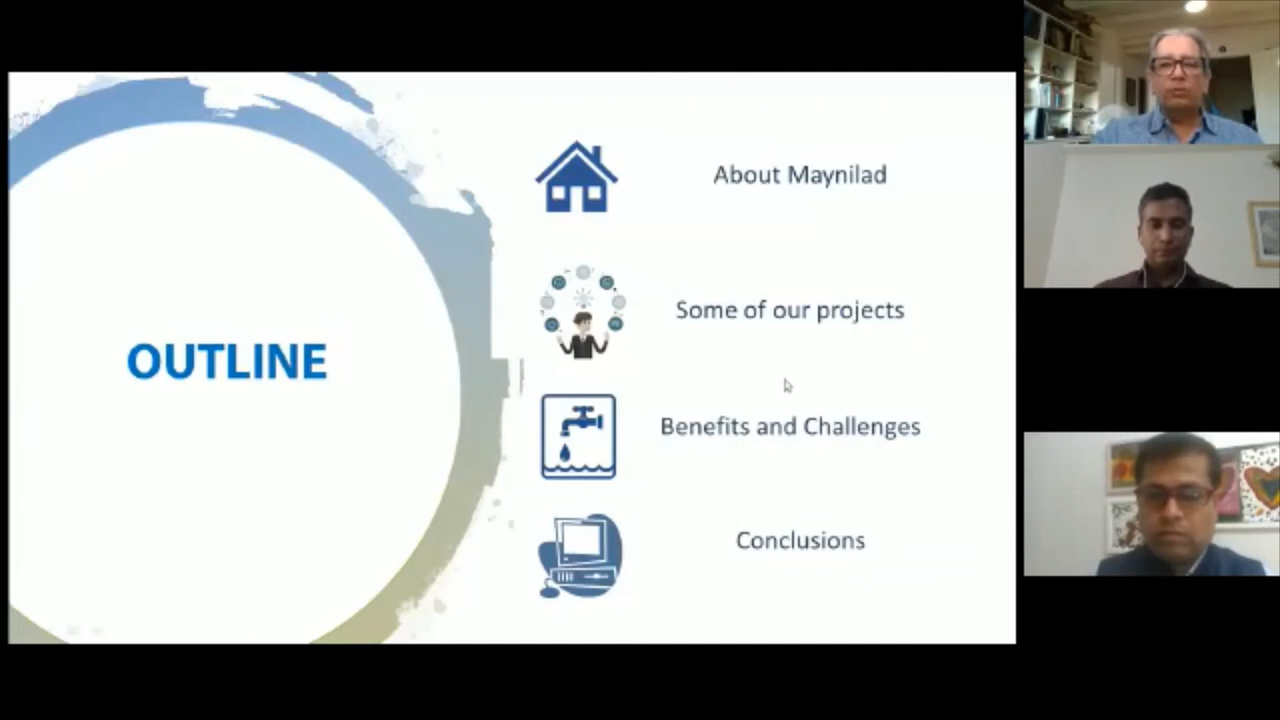 OUTLINE
About Maynilad
Some of our projects
Benefits and Challenges
Conclusions